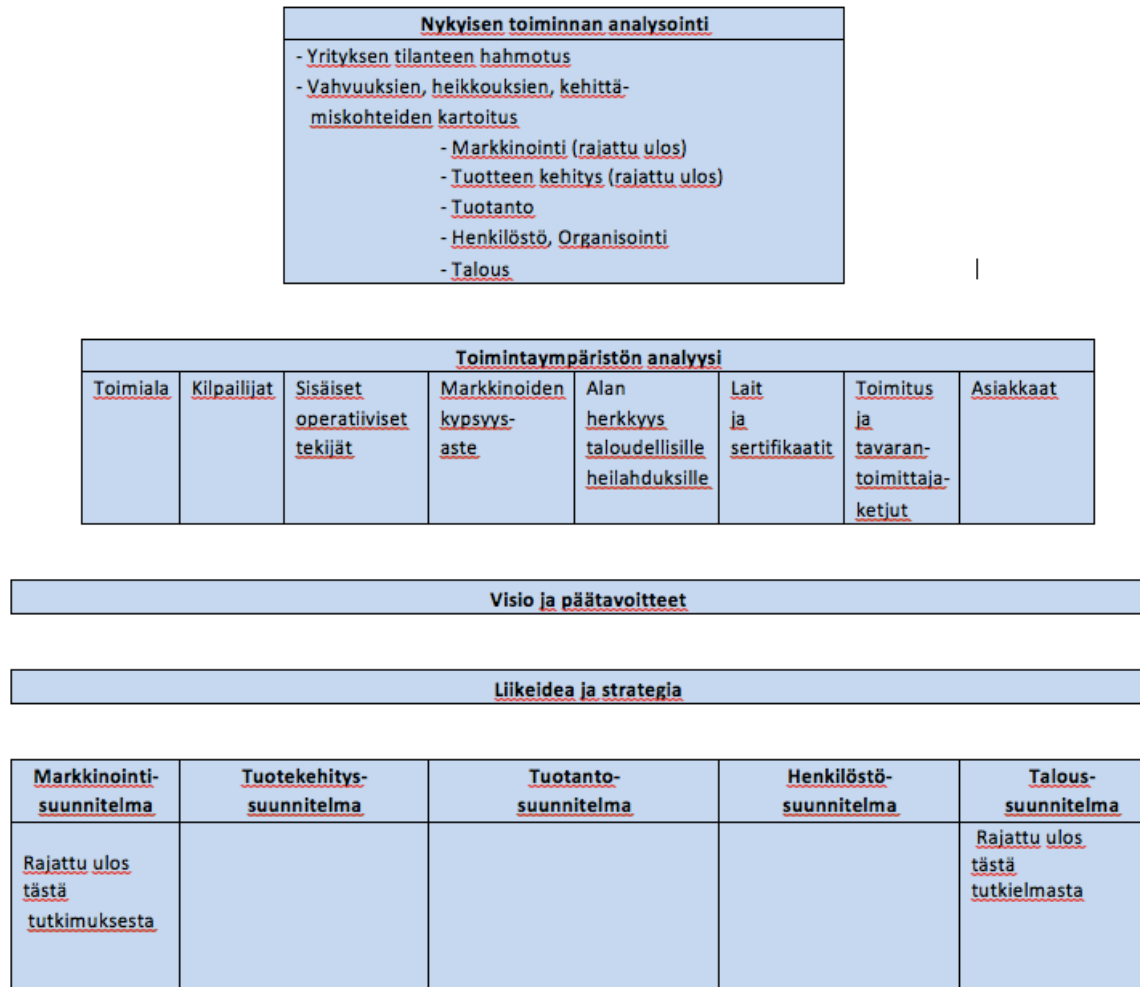 Nykyisen toiminnan analysointi
- Yrityksen tilanteen hahmotus
- Vahvuuksien, heikkouksien, kehittä-
miskohteiden kartoitus
- Markkinointi (rajattu ulos)
- Tuotteen kehitys (rajattu ulos)
- Tuotanto
- Henkilöstö, Organisointi
- Talous
Toimintaympäristön analyysi
Toimiala
Kilpailijat
Sisäiset
operatiiviset
tekijät
Markkinoiden
kypsyys-
aste
Alan
herkkyys
taloudellisille
heilahduksille
Lait
ja
sertifikaatit
Toimitus
ja
tavaran-
toimittaja-
ketjut
Asiakkaat
Visio ja päätavoitteet
Liikeidea ja strategia
Markkinointi-
suunnitelma
Tuotekehitys-
suunnitelma
Tuotanto-
suunnitelma
Henkilöstö-
suunnitelma
Talous-
suunnitelma
Rajattu ulos
tästä
tutkimuksesta
Rajattu ulos
tästä
tutkielmasta